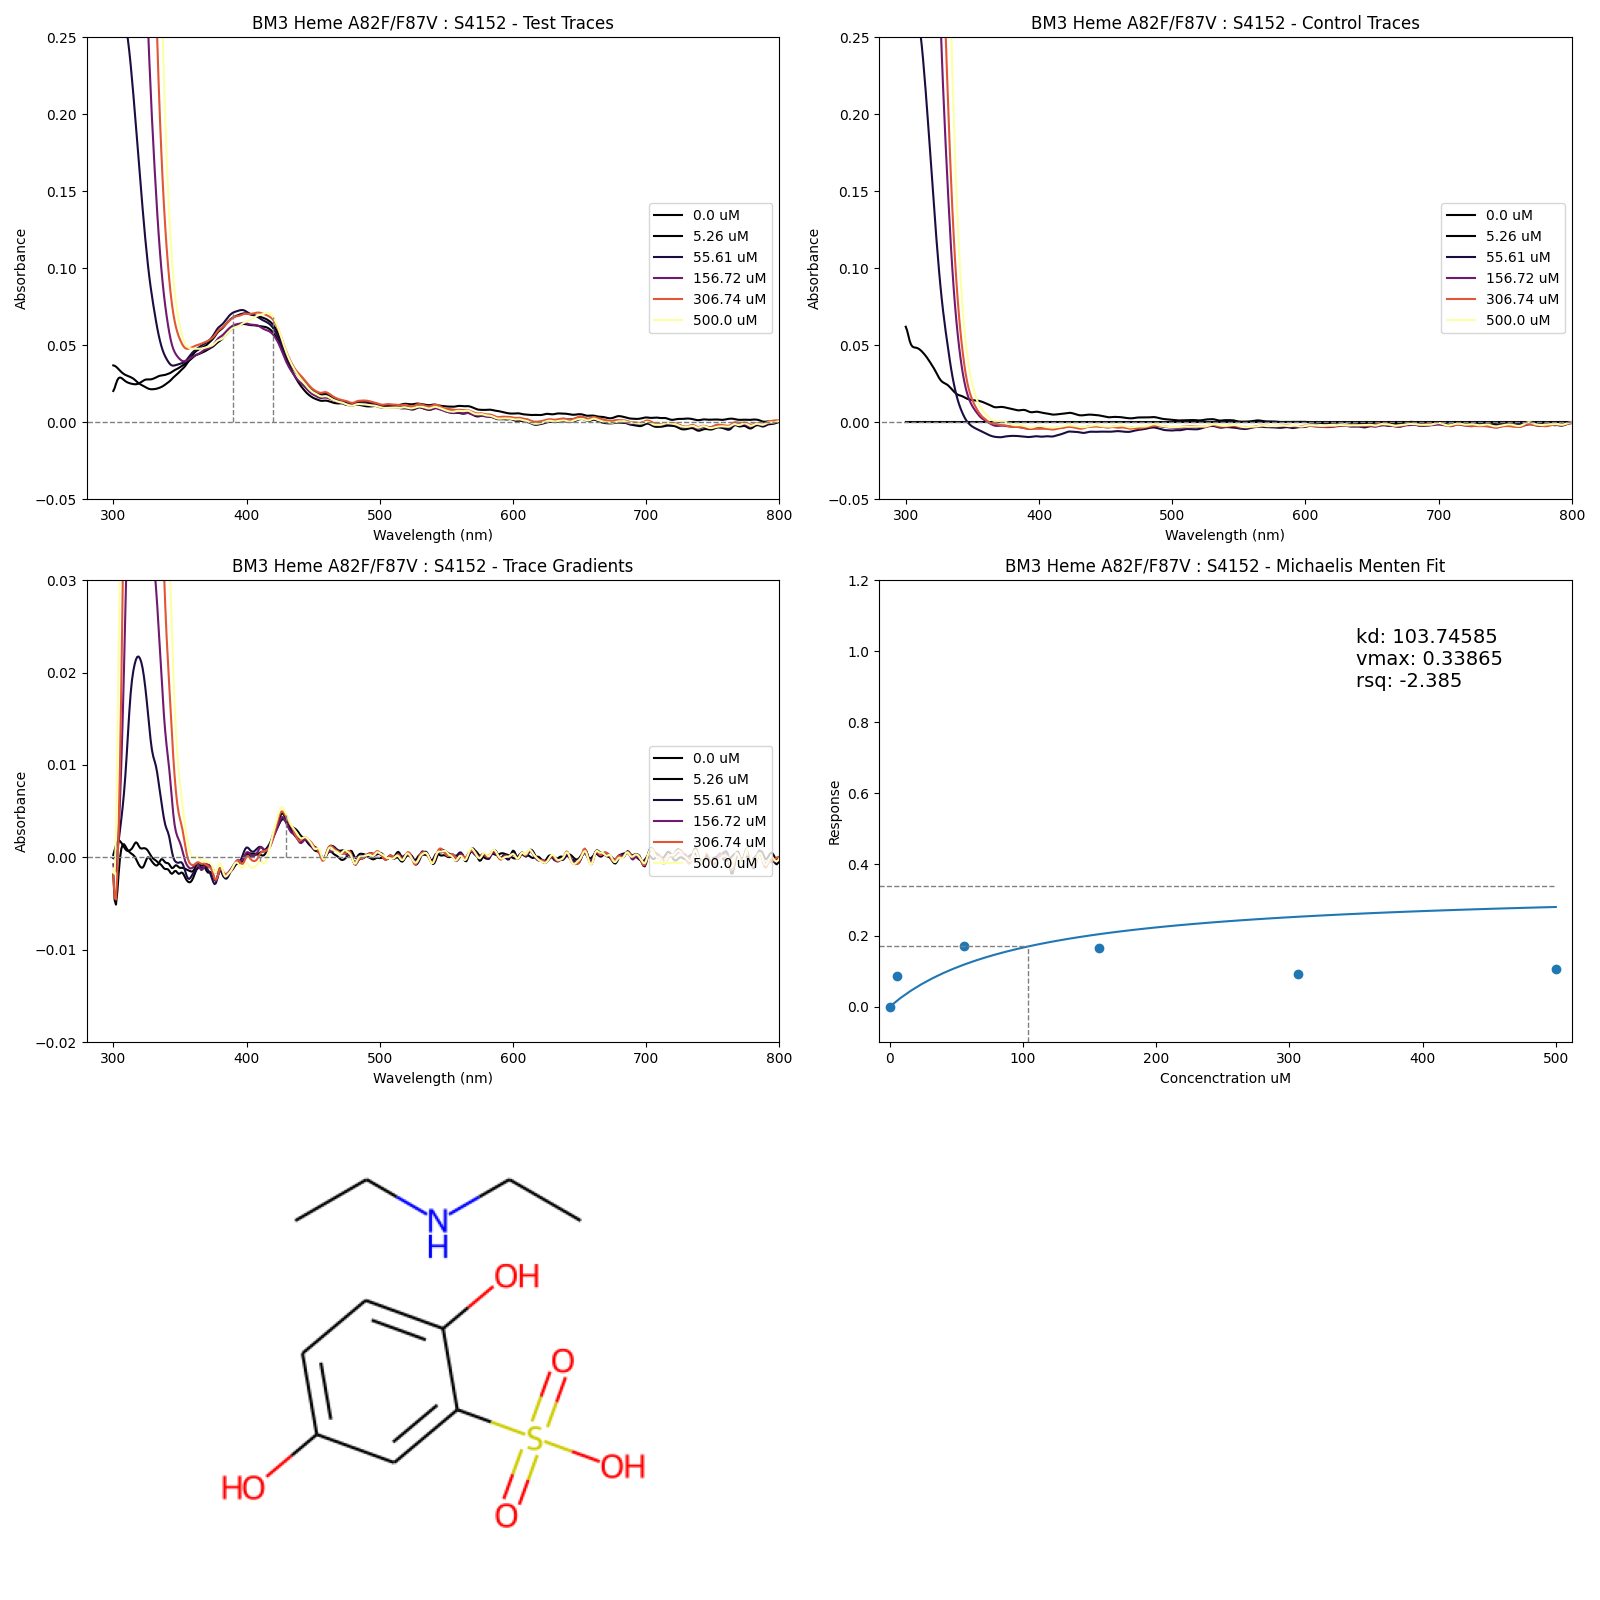 BM3 Heme A82F/F87V : S4152 - Test Traces
0.25
0.20
0.15
0.10
0.05
0.00
−0.05
Absorbance
300
400
500
600
700
800
Wavelength (nm)
0.0 uM
5.26 uM
55.61 uM
156.72 uM
306.74 uM
500.0 uM
BM3 Heme A82F/F87V : S4152 - Control Traces
0.25
0.20
0.15
0.10
0.05
0.00
−0.05
Absorbance
300
400
500
600
700
800
Wavelength (nm)
0.0 uM
5.26 uM
55.61 uM
156.72 uM
306.74 uM
500.0 uM
BM3 Heme A82F/F87V : S4152 - Trace Gradients
0.03
0.02
0.01
0.00
−0.01
−0.02
Absorbance
300
400
500
600
700
800
Wavelength (nm)
0.0 uM
5.26 uM
55.61 uM
156.72 uM
306.74 uM
500.0 uM
BM3 Heme A82F/F87V : S4152 - Michaelis Menten Fit
1.2
1.0
0.8
0.6
0.4
0.2
0.0
Response
0
100
200
300
400
500
Concenctration uM
kd: 103.74585
vmax: 0.33865
rsq: -2.385
N
H
OH
O
S
OH
HO
O